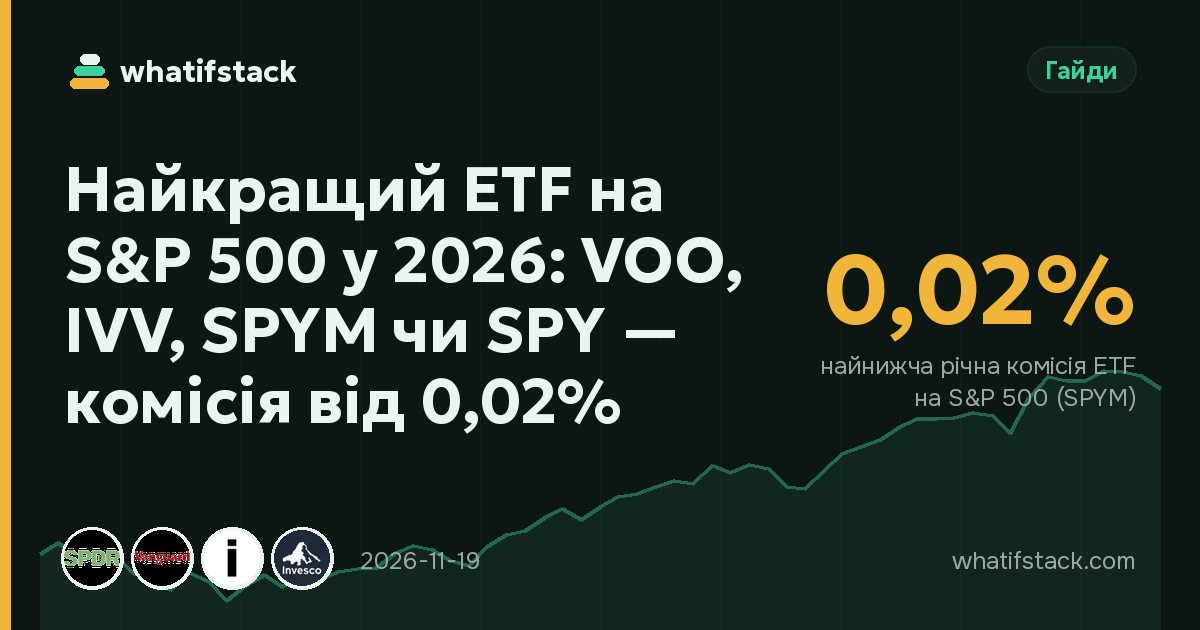 whatifstack
Гайди
Найкращий ETF на
S&P 500 у 2026: VOO,
IVV, SPYM чи SPY —
комісія від 0,02%
0,02%
найнижча річна комісія ETF
на S&P 500 (SPYM)
SPDR
Vanguard
i
Invesco
2026-11-19
whatifstack.com